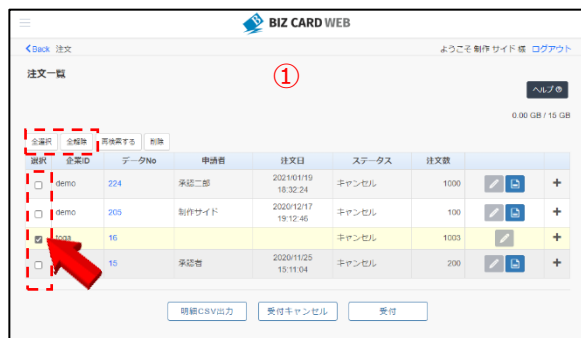 BIZ CARD WEB
Back 注文
ようこそ 制作 サイド 様 ログアウト
注文一覧
①
ヘルプ
0.00 GB / 15 GB
全選択 全解除 再検索する 削除
選択 企業ID データNo 申請者 注文日 ステータス 注文数
demo 224 承認二郎 2021/01/19 18:32:24 キャンセル 1000
demo 205 制作サイド 2020/12/17 19:12:46 キャンセル 100
toga 16 キャンセル 1003
15 承認者 2020/11/25 15:11:04 キャンセル 200
明細CSV出力 受付キャンセル 受付